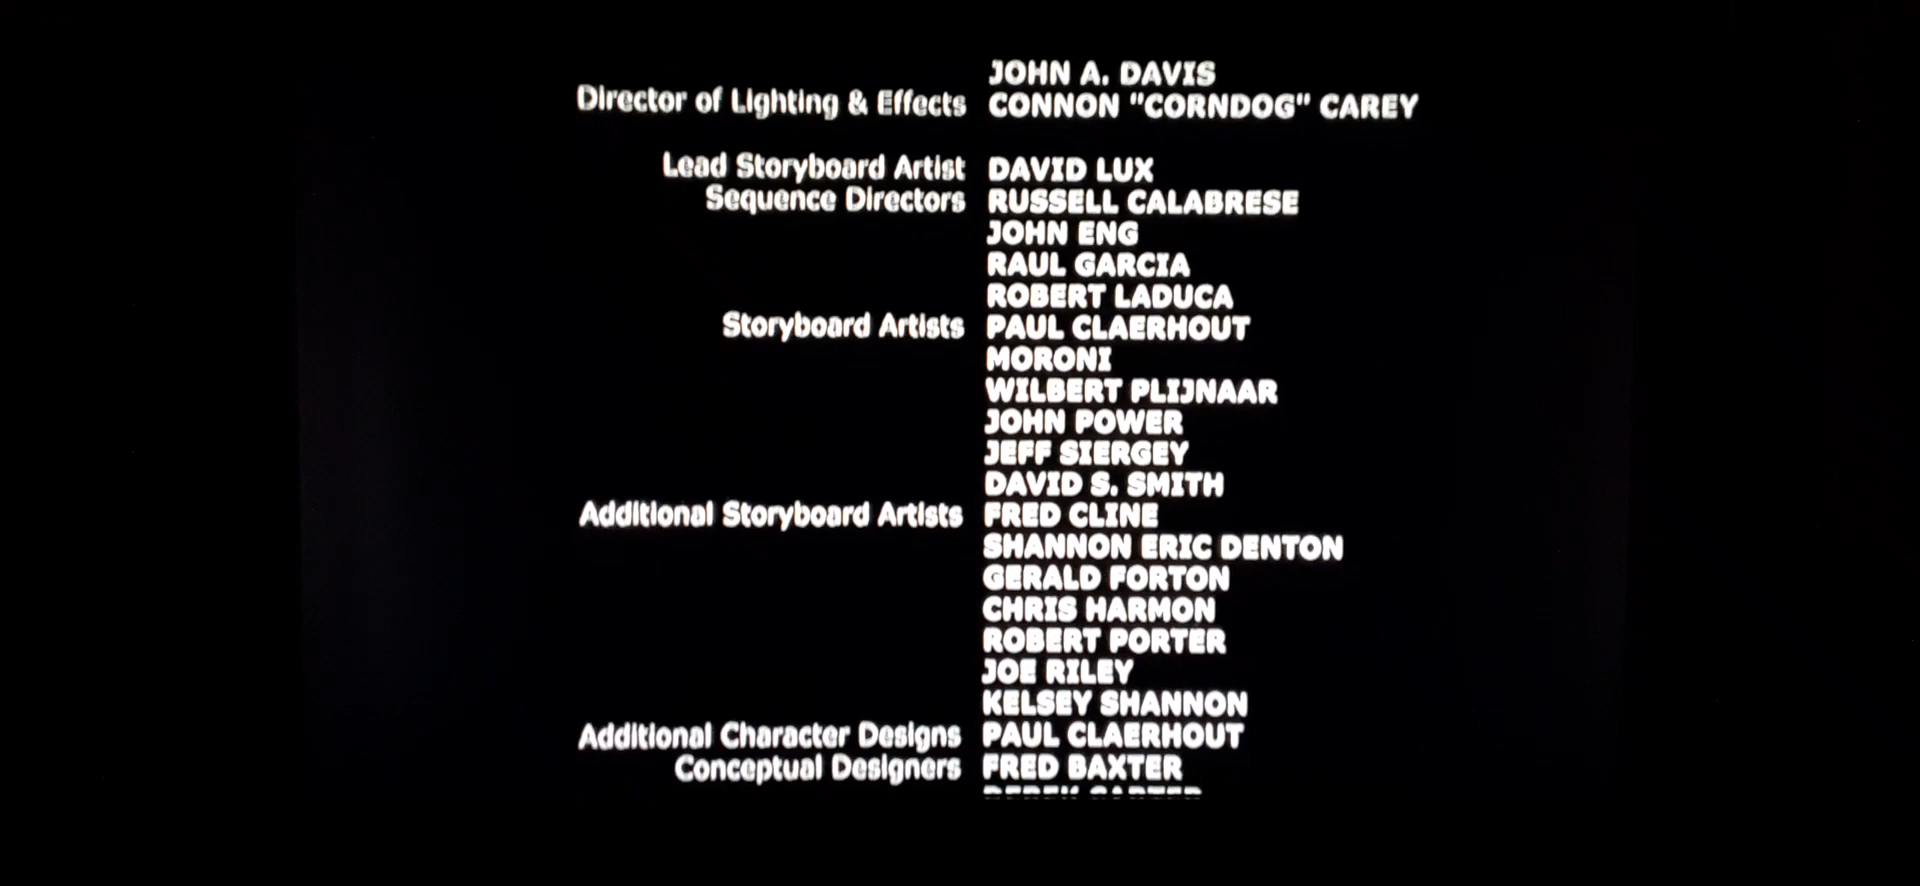 JOHN A. DAVIS
Director of Lighting & Effects CONNON "CORNDOG" CAREY
Lead Storyboard Artist DAVID LUX
Sequence Directors RUSSELL CALABRESE
JOHN ENG
RAUL GARCIA
ROBERT LADUCA
Storyboard Artists PAUL CLAERHOUT
MORONI
WILBERT PLIJNAAR
JOHN POWER
JEFF SIERGEY
DAVID S. SMITH
Additional Storyboard Artists FRED CLINE
SHANNON ERIC DENTON
GERALD FORTON
CHRIS HARMON
ROBERT PORTER
JOE RILEY
KELSEY SHANNON
Additional Character Designs PAUL CLAERHOUT
Conceptual Designers FRED BAXTER